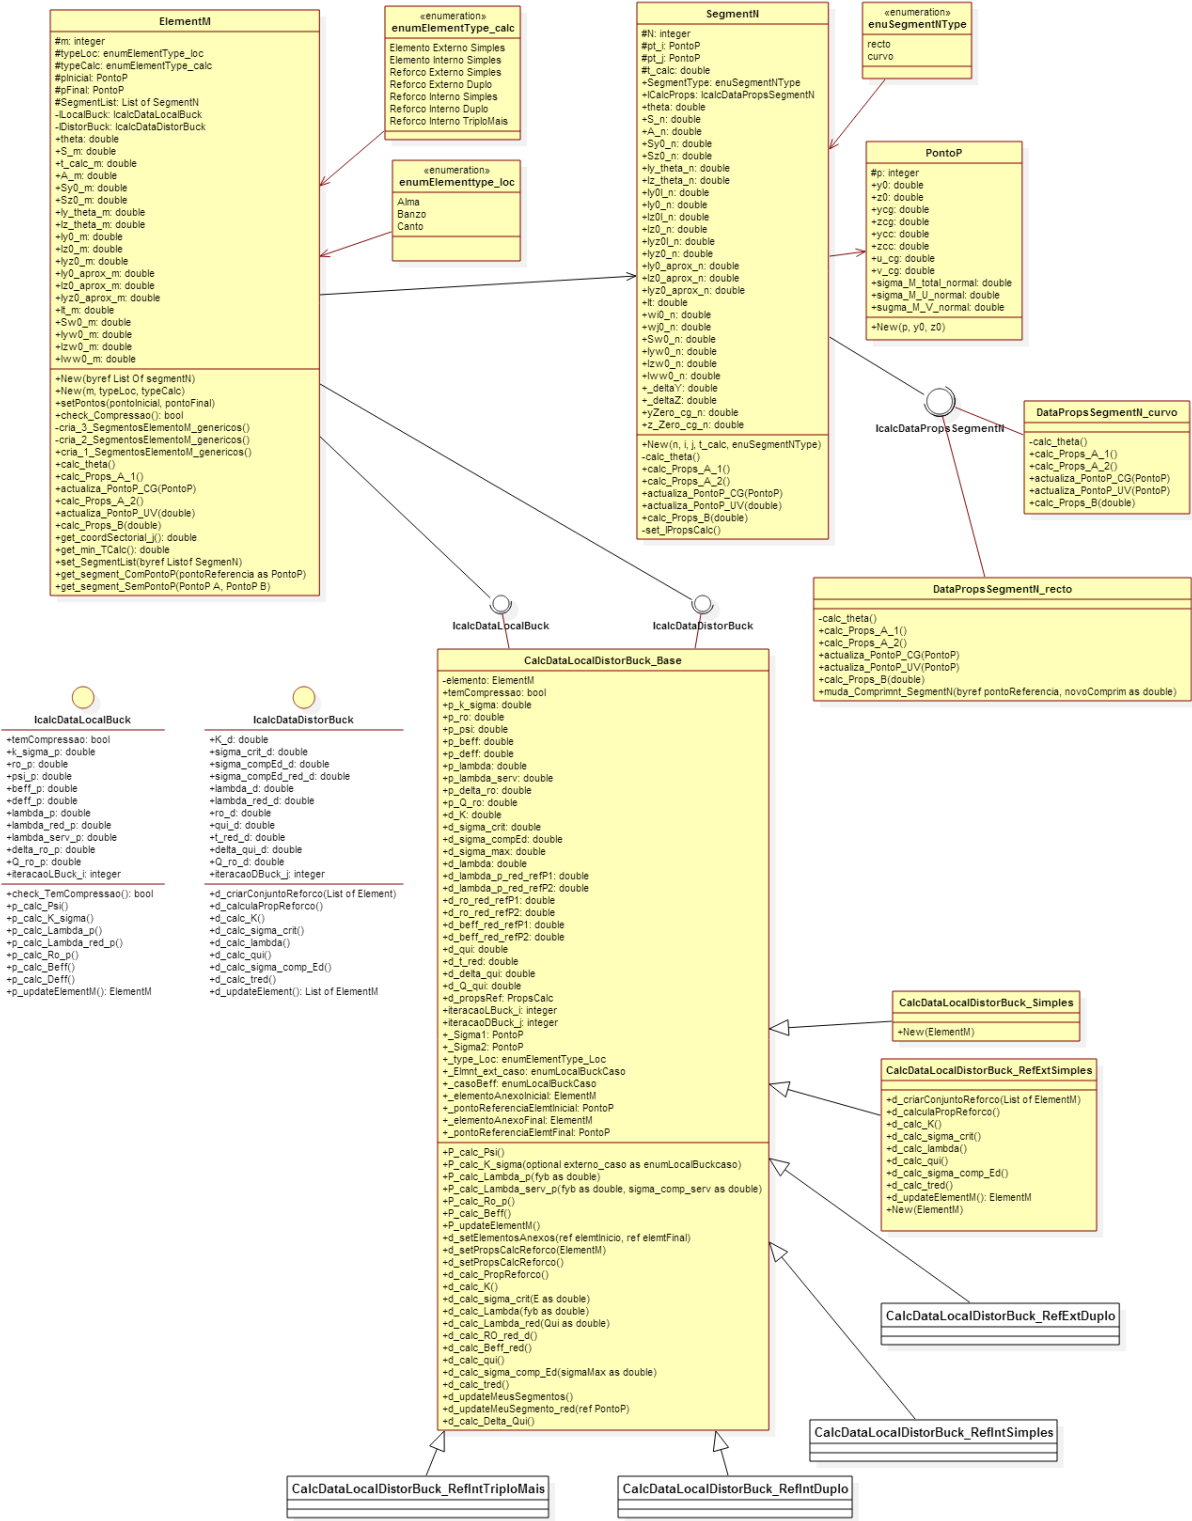 ElementM
#m: integer
#typeLoc: enumElementType_loc
#typeCalc: enumElementType_calc
#pInicial: PontoP
#pFinal: PontoP
#SegmentList: List of SegmentN
-ILocalBuck: IcalcDataLocalBuck
-IDistorBuck: IcalcDataDistorBuck
+theta: double
+S_m: double
+t_calc_m: double
+A_m: double
+Sy0_m: double
+Sz0_m: double
+Iy_theta_m: double
+Iz_theta_m: double
+Iy0_m: double
+Iz0_m: double
+Iyz0_m: double
+Iy0_aprox_m: double
+Iz0_aprox_m: double
+Iyz0_aprox_m: double
+It_m: double
+Sw0_m: double
+Iyw0_m: double
+Izw0_m: double
+Iww0_m: double
+New(byref List Of segmentN)
+New(m, typeLoc, typeCalc)
+setPontos(pontoInicial, pontoFinal)
+check_Compressao(): bool
-cria_3_SegmentosElementoM_genericos()
-cria_2_SegmentosElementoM_genericos()
+cria_1_SegmentosElementoM_genericos()
+calc_theta()
+calc_Props_A_1()
+actualiza_PontoP_CG(PontoP)
+calc_Props_A_2()
+actualiza_PontoP_UV(double)
+calc_Props_B(double)
+get_coordSectorial_j(): double
+get_min_TCalc(): double
+set_SegmentList(byref Listof SegmenN)
+get_segment_ComPontoP(pontoReferencia as PontoP)
+get_segment_SemPontoP(PontoP A, PontoP B)
«enumeration»
enumElementType_calc
Elemento Externo Simples
Elemento Interno Simples
Reforco Externo Simples
Reforco Externo Duplo
Reforco Interno Simples
Reforco Interno Duplo
Reforco Interno TriploMais
«enumeration»
enumElementtype_loc
Alma
Banzo
Canto
SegmentN
#N: integer
#pt_i: PontoP
#pt_j: PontoP
#t_calc: double
+SegmentType: enuSegmentNType
+ICalcProps: IcalcDataPropsSegmentN
+theta: double
+S_n: double
+A_n: double
+Sy0_n: double
+Sz0_n: double
+Iy_theta_n: double
+Iz_theta_n: double
+Iy0l_n: double
+Iy0_n: double
+Iz0l_n: double
+Iz0_n: double
+Iyz0l_n: double
+Iyz0_n: double
+Iy0_aprox_n: double
+Iz0_aprox_n: double
+Iyz0_aprox_n: double
+It: double
+wi0_n: double
+wj0_n: double
+Sw0_n: double
+Iyw0_n: double
+Izw0_n: double
+Iww0_n: double
+_deltaY: double
+_deltaZ: double
+yZero_cg_n: double
+z_Zero_cg_n: double
+New(n, i, j, t_calc, enuSegmentNType)
-calc_theta()
+calc_Props_A_1()
+calc_Props_A_2()
+actualiza_PontoP_CG(PontoP)
+actualiza_PontoP_UV(double)
+calc_Props_B(double)
-set_IPropsCalc()
«enumeration»
enuSegmentNType
recto
curvo
PontoP
#p: integer
+y0: double
+z0: double
+ycg: double
+zcg: double
+ycc: double
+zcc: double
+u_cg: double
+v_cg: double
+sigma_M_total_normal: double
+sigma_M_U_normal: double
+sugma_M_V_normal: double
+New(p, y0, z0)
IcalcDataPropsSegmentN
DataPropsSegmentN_curvo
-calc_theta()
+calc_Props_A_1()
+calc_Props_A_2()
+actualiza_PontoP_CG(PontoP)
+actualiza_PontoP_UV(PontoP)
+calc_Props_B(double)
DataPropsSegmentN_recto
-calc_theta()
+calc_Props_A_1()
+calc_Props_A_2()
+actualiza_PontoP_CG(PontoP)
+actualiza_PontoP_UV(PontoP)
+calc_Props_B(double)
+muda_Comprimnt_SegmentN(byref pontoReferencia, novoComprim as double)
IcalcDataLocalBuck
IcalcDataDistorBuck
IcalcDataLocalBuck
+temCompressao: bool
+k_sigma_p: double
+ro_p: double
+psi_p: double
+beff_p: double
+deff_p: double
+lambda_p: double
+lambda_red_p: double
+lambda_serv_p: double
+delta_ro_p: double
+Q_ro_p: double
+iteracaoLBuck_i: integer
+check_TemCompressao(): bool
+p_calc_Psi()
+p_calc_K_sigma()
+p_calc_Lambda_p()
+p_calc_Lambda_red_p()
+p_calc_Ro_p()
+p_calc_Beff()
+p_calc_Deff()
+p_updateElementM(): ElementM
IcalcDataDistorBuck
+K_d: double
+sigma_crit_d: double
+sigma_compEd_d: double
+sigma_compEd_red_d: double
+lambda_d: double
+lambda_red_d: double
+ro_d: double
+qui_d: double
+t_red_d: double
+delta_qui_d: double
+Q_ro_d: double
+iteracaoDBuck_j: integer
+d_criarConjuntoReforco(List of Element)
+d_calculaPropReforco()
+d_calc_K()
+d_calc_sigma_crit()
+d_calc_lambda()
+d_calc_qui()
+d_calc_sigma_comp_Ed()
+d_calc_tred()
+d_updateElement(): List of ElementM
CalcDataLocalDistorBuck_Base
-elemento: ElementM
+temCompressao: bool
+p_k_sigma: double
+p_ro: double
+p_psi: double
+p_beff: double
+p_deff: double
+p_lambda: double
+p_lambda_serv: double
+p_delta_ro: double
+p_Q_ro: double
+d_K: double
+d_sigma_crit: double
+d_sigma_compEd: double
+d_sigma_max: double
+d_lambda: double
+d_lambda_p_red_refP1: double
+d_lambda_p_red_refP2: double
+d_ro_red_refP1: double
+d_ro_red_refP2: double
+d_beff_red_refP1: double
+d_beff_red_refP2: double
+d_qui: double
+d_t_red: double
+d_delta_qui: double
+d_Q_qui: double
+d_propsRef: PropsCalc
+iteracaoLBuck_i: integer
+iteracaoDBuck_j: integer
+_Sigma1: PontoP
+_Sigma2: PontoP
+_type_Loc: enumElementType_Loc
+_Elmnt_ext_caso: enumLocalBuckCaso
+_casoBeff: enumLocalBuckCaso
+_elementoAnexoInicial: ElementM
+_pontoReferenciaElemtInicial: PontoP
+_elementoAnexoFinal: ElementM
+_pontoReferenciaElemtFinal: PontoP
+P_calc_Psi()
+P_calc_K_sigma(optional externo_caso as enumLocalBuckcaso)
+P_calc_Lambda_p(fyb as double)
+P_calc_Lambda_serv_p(fyb as double, sigma_comp_serv as double)
+P_calc_Ro_p()
+P_calc_Beff()
+P_updateElementM()
+d_setElementosAnexos(ref elemtInicio, ref elemtFinal)
+d_setPropsCalcReforco(ElementM)
+d_setPropsCalcReforco()
+d_calc_PropReforco()
+d_calc_K()
+d_calc_sigma_crit(E as double)
+d_calc_Lambda(fyb as double)
+d_calc_Lambda_red(Qui as double)
+d_calc_RO_red_d()
+d_calc_Beff_red()
+d_calc_qui()
+d_calc_sigma_comp_Ed(sigmaMax as double)
+d_calc_tred()
+d_updateMeusSegmentos()
+d_updateMeuSegmento_red(ref PontoP)
+d_calc_Delta_Qui()
CalcDataLocalDistorBuck_Simples
+New(ElementM)
CalcDataLocalDistorBuck_RefExtSimples
+d_criarConjuntoReforco(List of ElementM)
+d_calculaPropReforco()
+d_calc_K()
+d_calc_sigma_crit()
+d_calc_lambda()
+d_calc_qui()
+d_calc_sigma_comp_Ed()
+d_calc_tred()
+d_updateElementM(): ElementM
+New(ElementM)
CalcDataLocalDistorBuck_RefExtDuplo
CalcDataLocalDistorBuck_RefIntSimples
CalcDataLocalDistorBuck_RefIntTriploMais
CalcDataLocalDistorBuck_RefIntDuplo